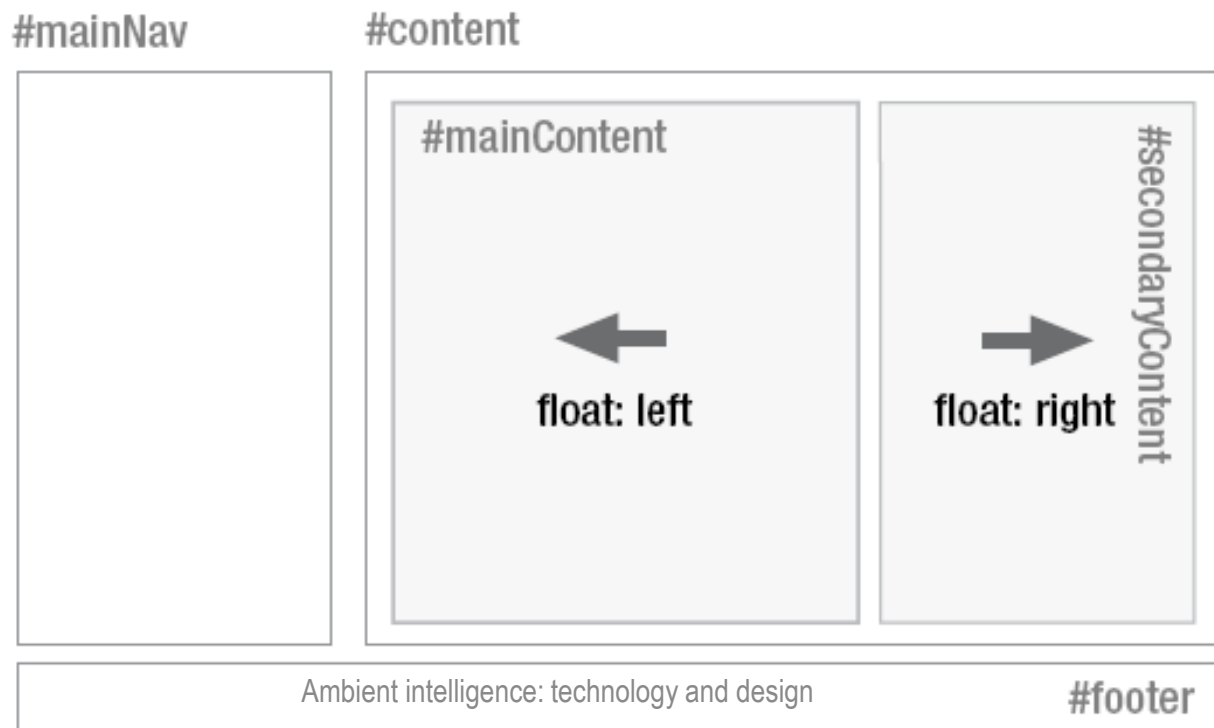 #mainNav
#content
#mainContent
#secondaryContent
float: left
float: right
Ambient intelligence: technology and design
#footer